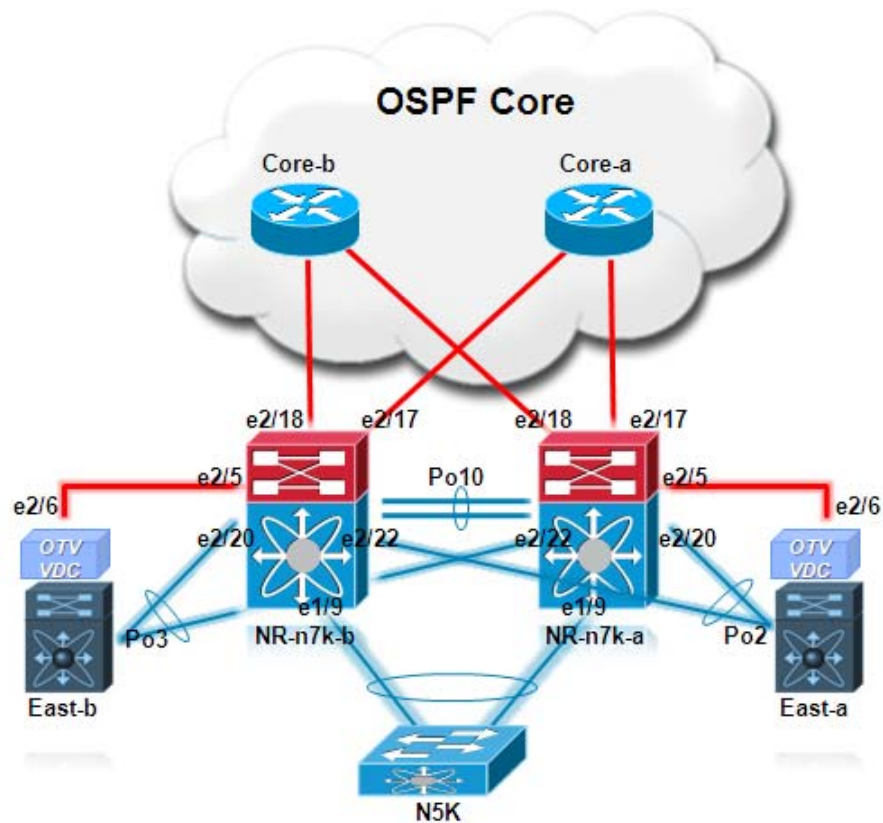 OSPF Core
Core-b
Core-a
e2/18
e2/17
e2/18
e2/17
e2/5
e2/5
e2/6
e2/6
Po10
OTV
VDC
OTV
VDC
e2/20
e2/22
e2/22
e2/20
e1/9
e1/9
Po3
NR-n7k-b
NR-n7k-a
Po2
East-b
East-a
N5K